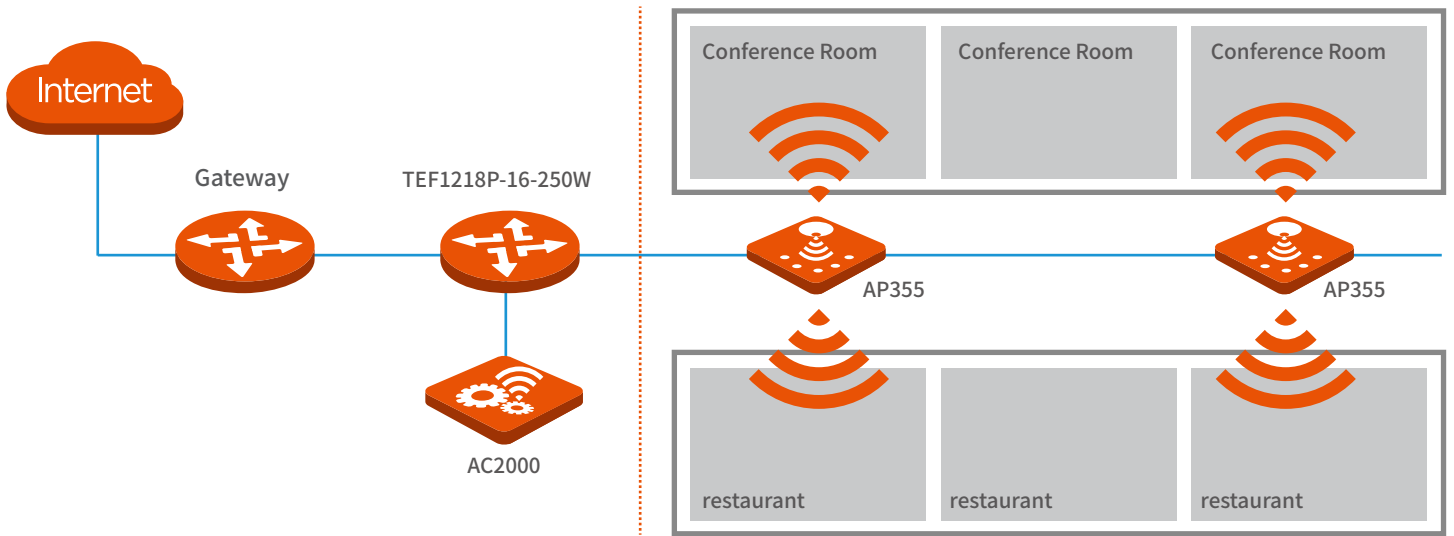 Internet
Gateway
TEF1218P-16-250W
AC2000
Conference Room
Conference Room
Conference Room
AP355
AP355
restaurant
restaurant
restaurant